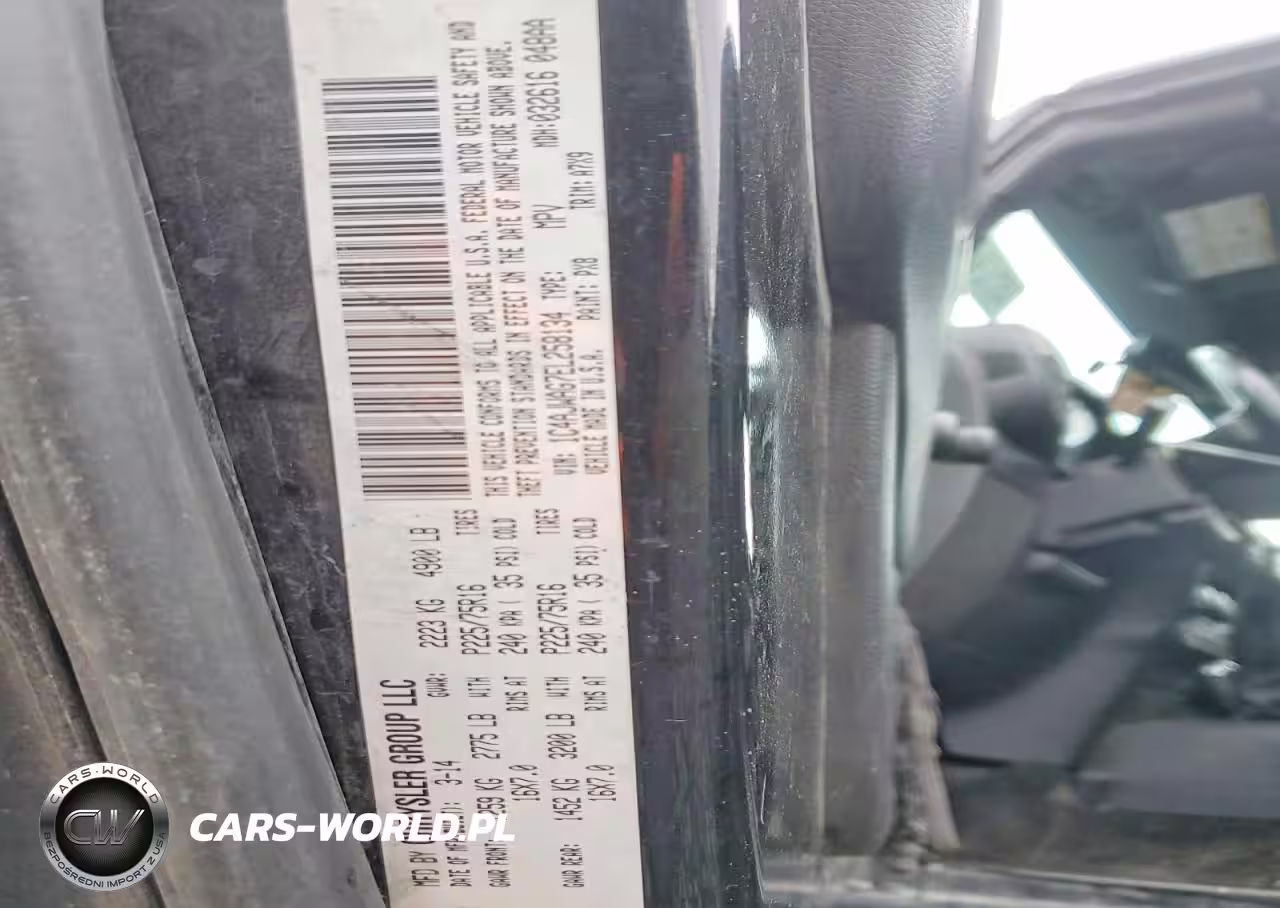 MFD BY CHRYSLER GROUP LLC
DATE OF MFR 3-14 GVWR: 2223 KG 4900 LB
GAWR FRONT 1259 KG 2775 LB WITH P225/75R16 TIRES
16X7.0 RIMS AT 240 KPA( 35 PSI) COLD
GAWR REAR: 1452 KG 3200 LB WITH P225/75R16 TIRES
16X7.0 RIMS AT 240 KPA( 35 PSI) COLD
THIS VEHICLE CONFORMS TO ALL APPLICABLE U.S.A. FEDERAL MOTOR VEHICLE SAFETY AND
THEFT PREVENTION STANDARDS IN EFFECT ON THE DATE OF MANUFACTURE SHOWN ABOVE.
VIN: 1C4AJWAG7EL258134 TYPE: MPV MDH:032616 048AA
VEHICLE MADE IN U.S.A. PAINT: PX8 TRIM: A7X9
CARS-WORLD
CW
BEZPOŚREDNI IMPORT Z USA
CARS-WORLD.PL